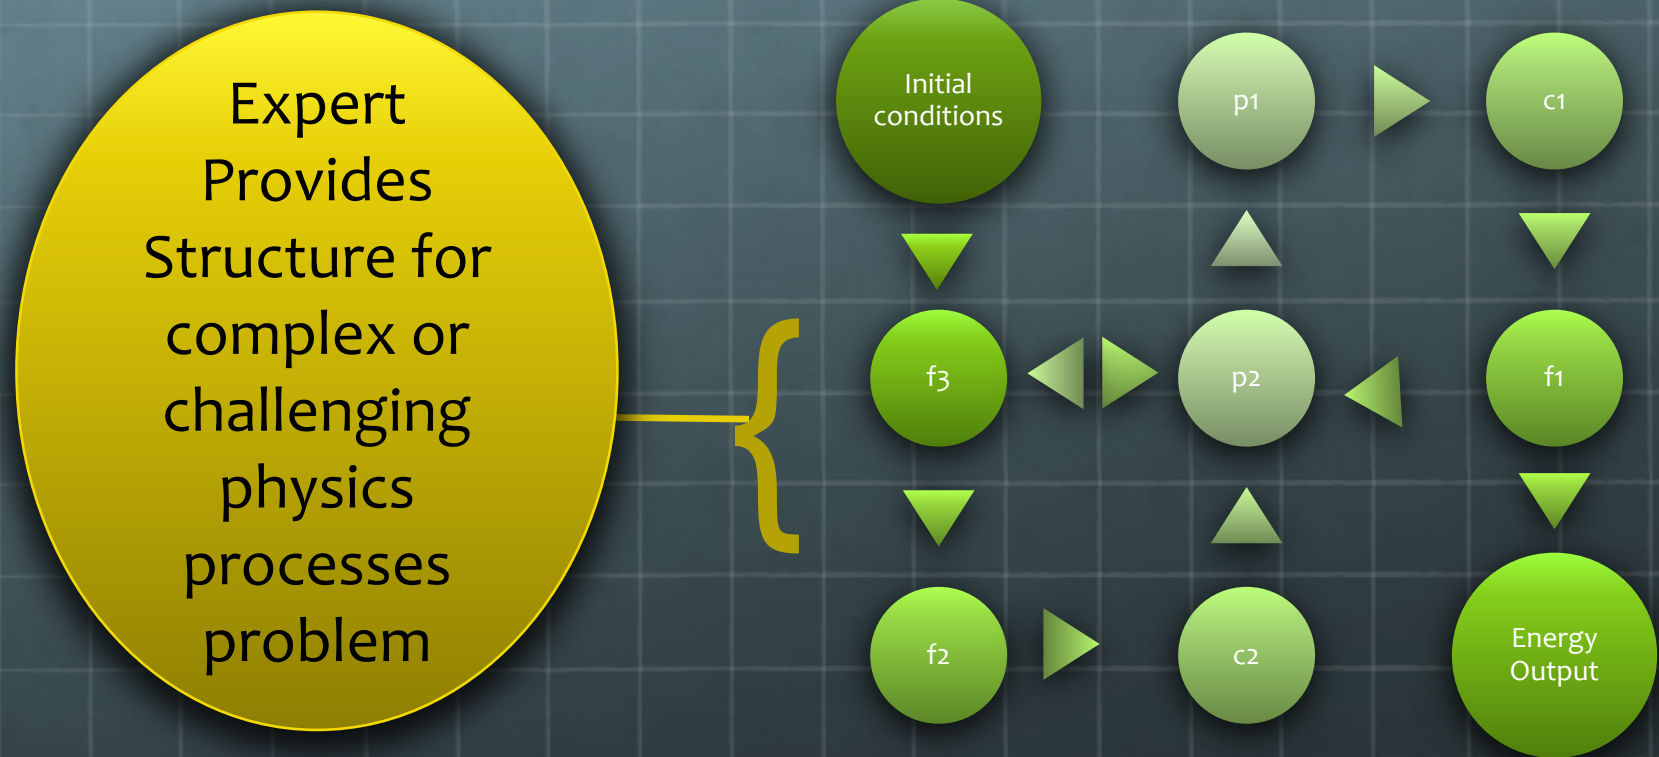 Expert
Provides
Structure for
complex or
challenging
physics
processes
problem
Initial
conditions
p1
c1
f3
p2
f1
f2
c2
Energy
Output